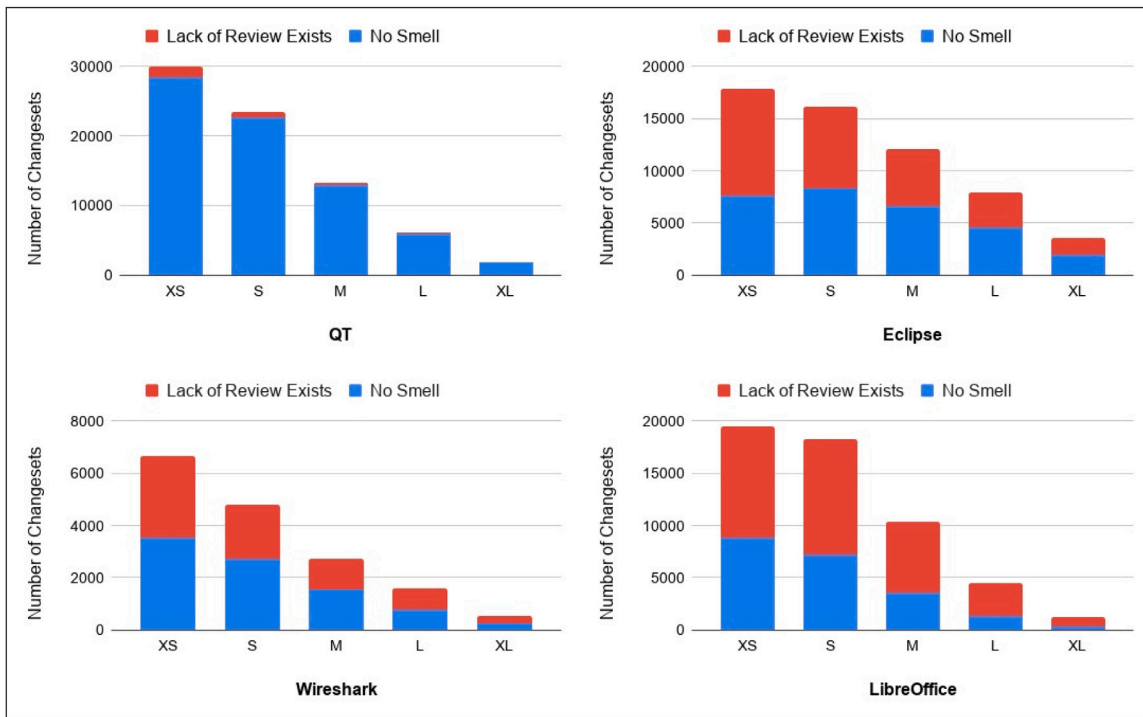 Lack of Review Exists No Smell
Number of Changesets
30000
20000
10000
0
XS S M L XL
QT
Lack of Review Exists No Smell
Number of Changesets
20000
15000
10000
5000
0
XS S M L XL
Eclipse
Lack of Review Exists No Smell
Number of Changesets
8000
6000
4000
2000
0
XS S M L XL
Wireshark
Lack of Review Exists No Smell
Number of Changesets
20000
15000
10000
5000
0
XS S M L XL
LibreOffice